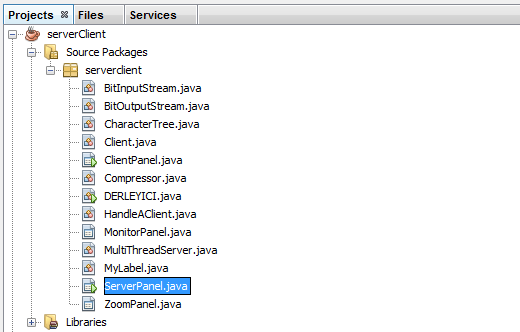 Projects Files Services
serverClient
Source Packages
serverclient
BitInputStream.java
BitOutputStream.java
CharacterTree.java
Client.java
ClientPanel.java
Compressor.java
DERLEYICI.java
HandleAClient.java
MonitorPanel.java
MultiThreadServer.java
MyLabel.java
ServerPanel.java
ZoomPanel.java
Libraries